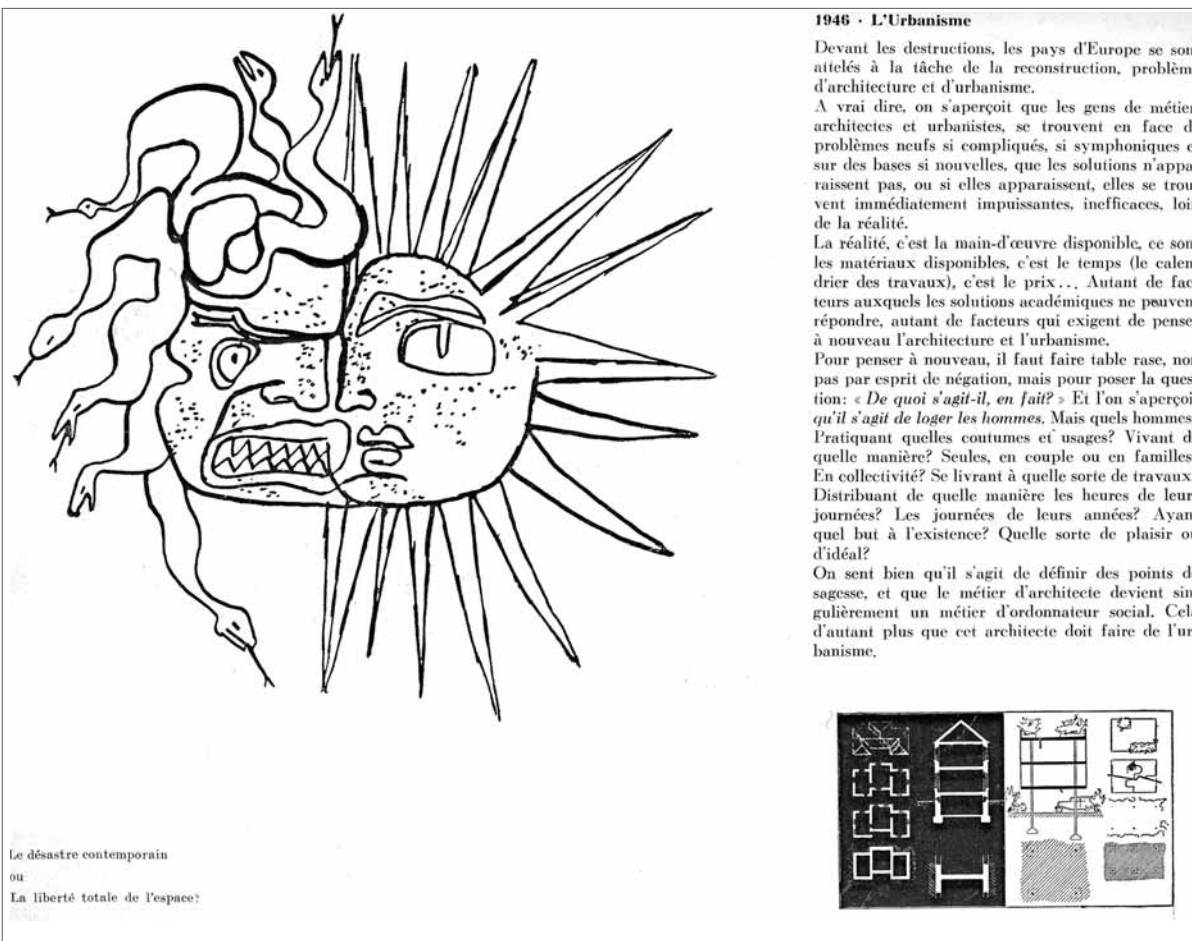 1946 · L'Urbanisme
Devant les destructions, les pays d'Europe se son
attelés à la tâche de la reconstruction, problèm
d'architecture et d'urbanisme.
A vrai dire, on s'aperçoit que les gens de métier
architectes et urbanistes, se trouvent en face d
problèmes neufs si compliqués, si symphoniques e
sur des bases si nouvelles, que les solutions n'appa
raissent pas, ou si elles apparaissent, elles se trou
vent immédiatement impuissantes, inefficaces, loi
de la réalité.
La réalité, c'est la main-d'œuvre disponible, ce son
les matériaux disponibles, c'est le temps (le calen
drier des travaux), c'est le prix... Autant de fac
teurs auxquels les solutions académiques ne peuven
répondre, autant de facteurs qui exigent de pense
à nouveau l'architecture et l'urbanisme.
Pour penser à nouveau, il faut faire table rase, no
pas par esprit de négation, mais pour poser la ques
tion: « De quoi s'agit-il, en fait? » Et l'on s'aperçoi
qu'il s'agit de loger les hommes. Mais quels hommes
Pratiquant quelles coutumes et usages? Vivant d
quelle manière? Seules, en couple ou en familles
En collectivité? Se livrant à quelle sorte de travaux
Distribuant de quelle manière les heures de leur
journées? Les journées de leurs années? Ayan
quel but à l'existence? Quelle sorte de plaisir o
d'idéal?
On sent bien qu'il s'agit de définir des points d
sagesse, et que le métier d'architecte devient sin
gulièrement un métier d'ordonnateur social. Cel
d'autant plus que cet architecte doit faire de l'ur
banisme.
Le désastre contemporain
ou
La liberté totale de l'espace?